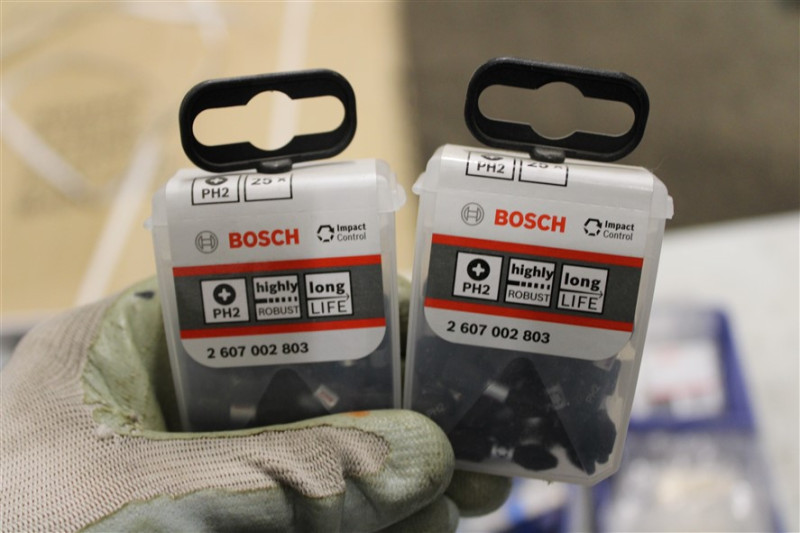 PH2 25 x
BOSCH Impact Control
PH2 highly ROBUST long LIFE
2 607 002 803
PH2 25 x
BOSCH Impact Control
PH2 highly ROBUST long LIFE
2 607 002 803